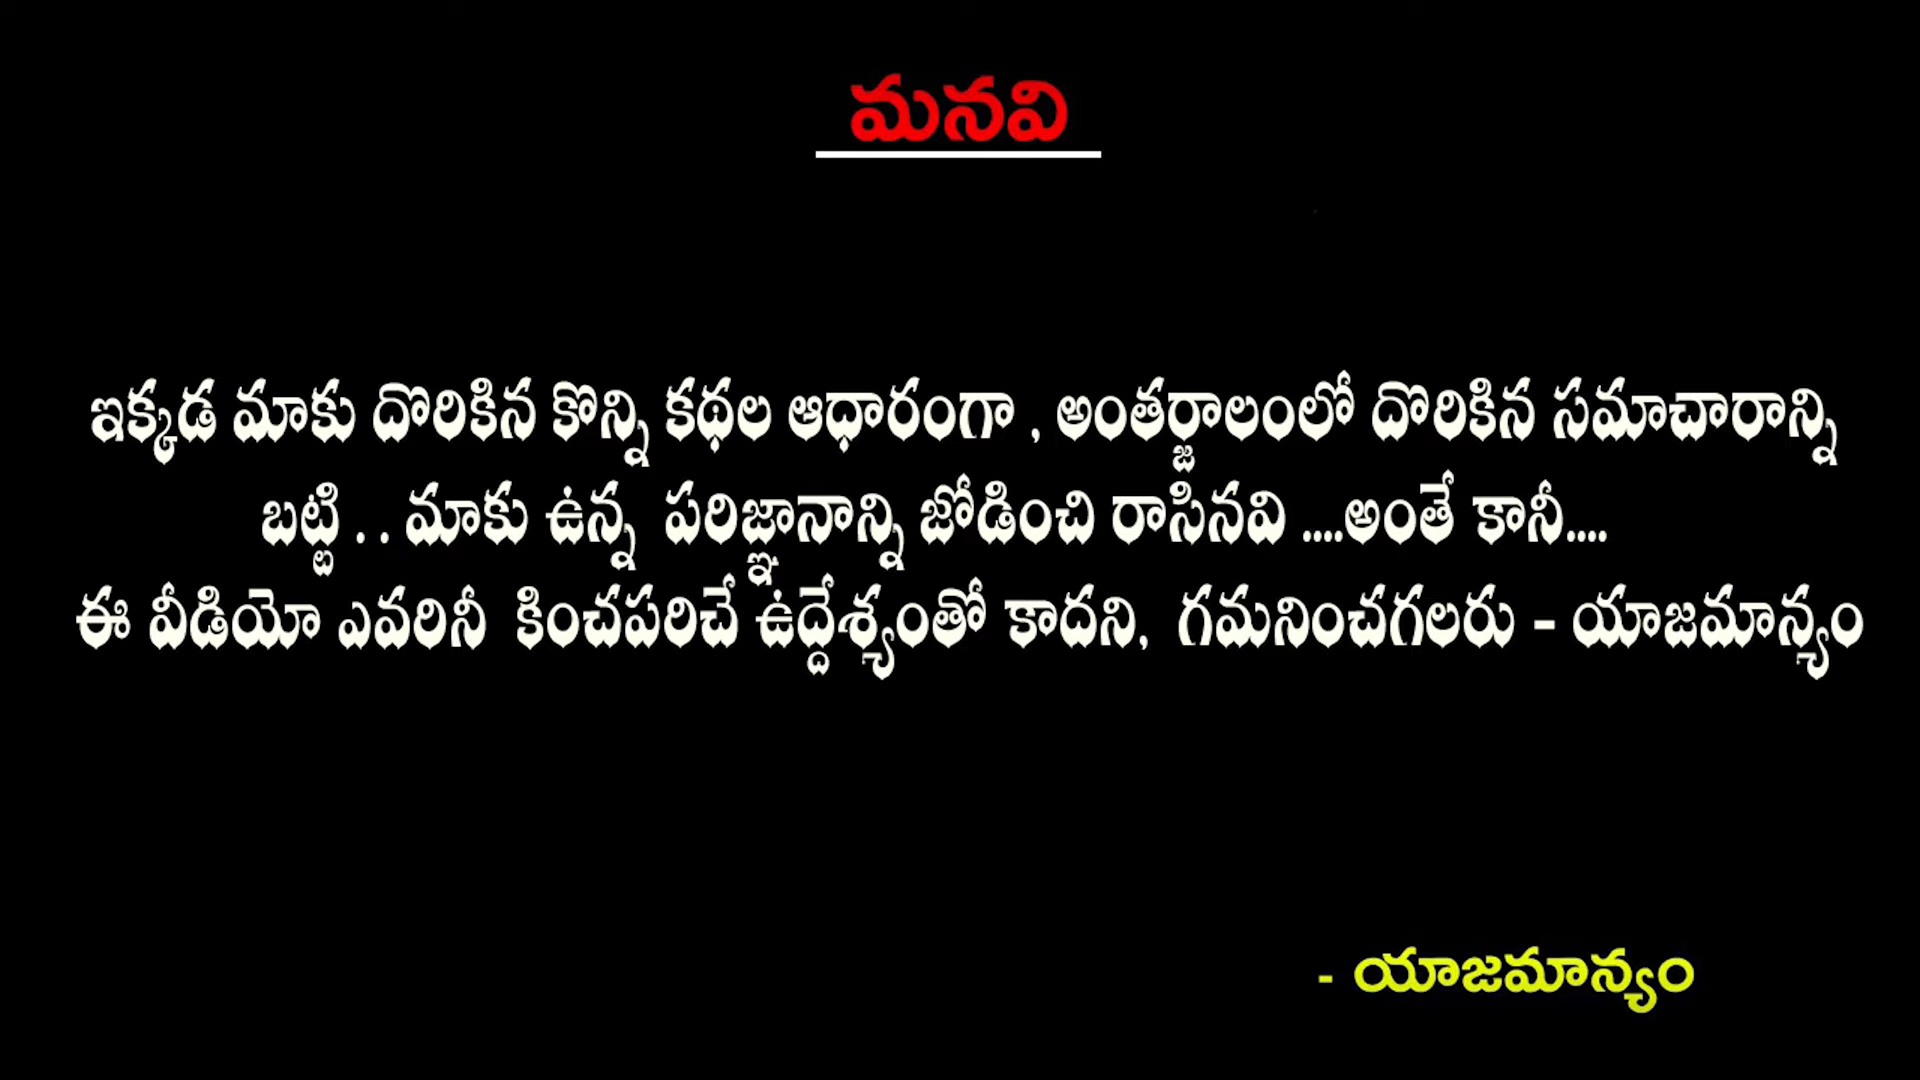 మనవి
ఇక్కడ మాకు దొరికిన కొన్ని కథల ఆధారంగా , అంతర్జాలంలో దొరికిన సమాచారాన్ని
బట్టి . . మాకు ఉన్న పరిజ్ఞానాన్ని జోడించి రాసినవి ....అంతే కానీ....
ఈ వీడియో ఎవరినీ కించపరిచే ఉద్దేశ్యంతో కాదని, గమనించగలరు - యాజమాన్యం
- యాజమాన్యం